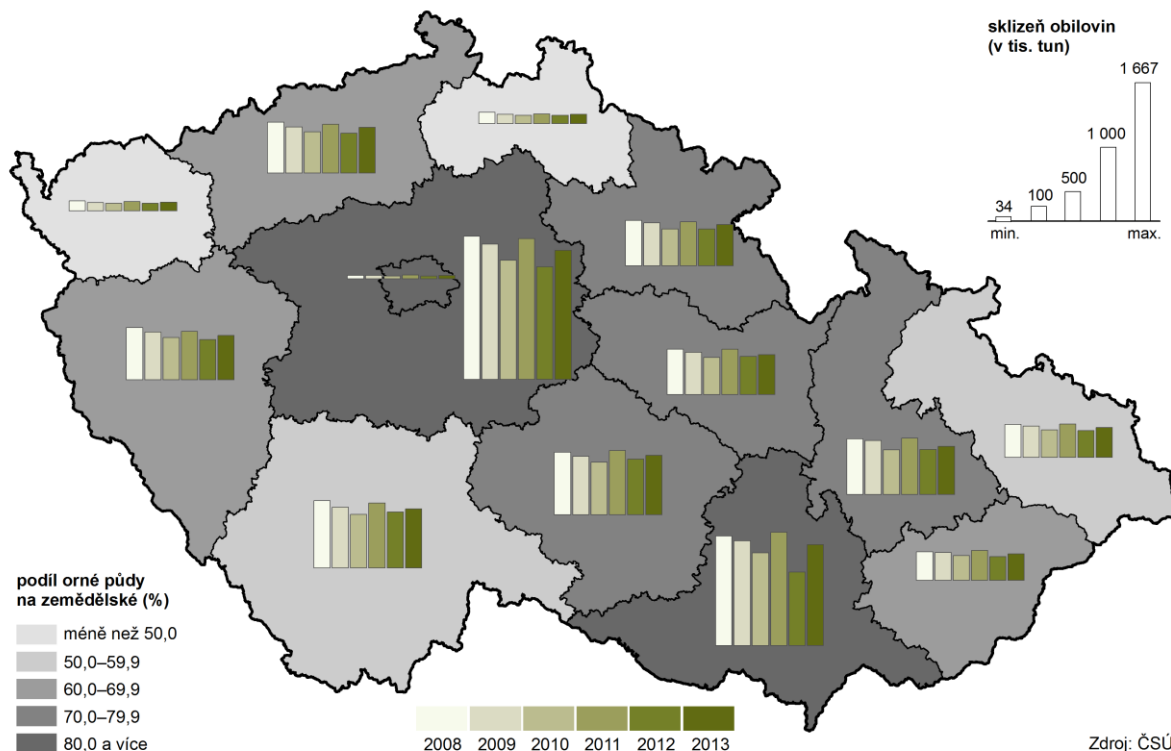 sklizeň obilovin
(v tis. tun)
1 667
1 000
500
100
34
min.
max.
podíl orné půdy
na zemědělské (%)
méně než 50,0
50,0–59,9
60,0–69,9
70,0–79,9
80,0 a více
2008 2009 2010 2011 2012 2013
Zdroj: ČSÚ